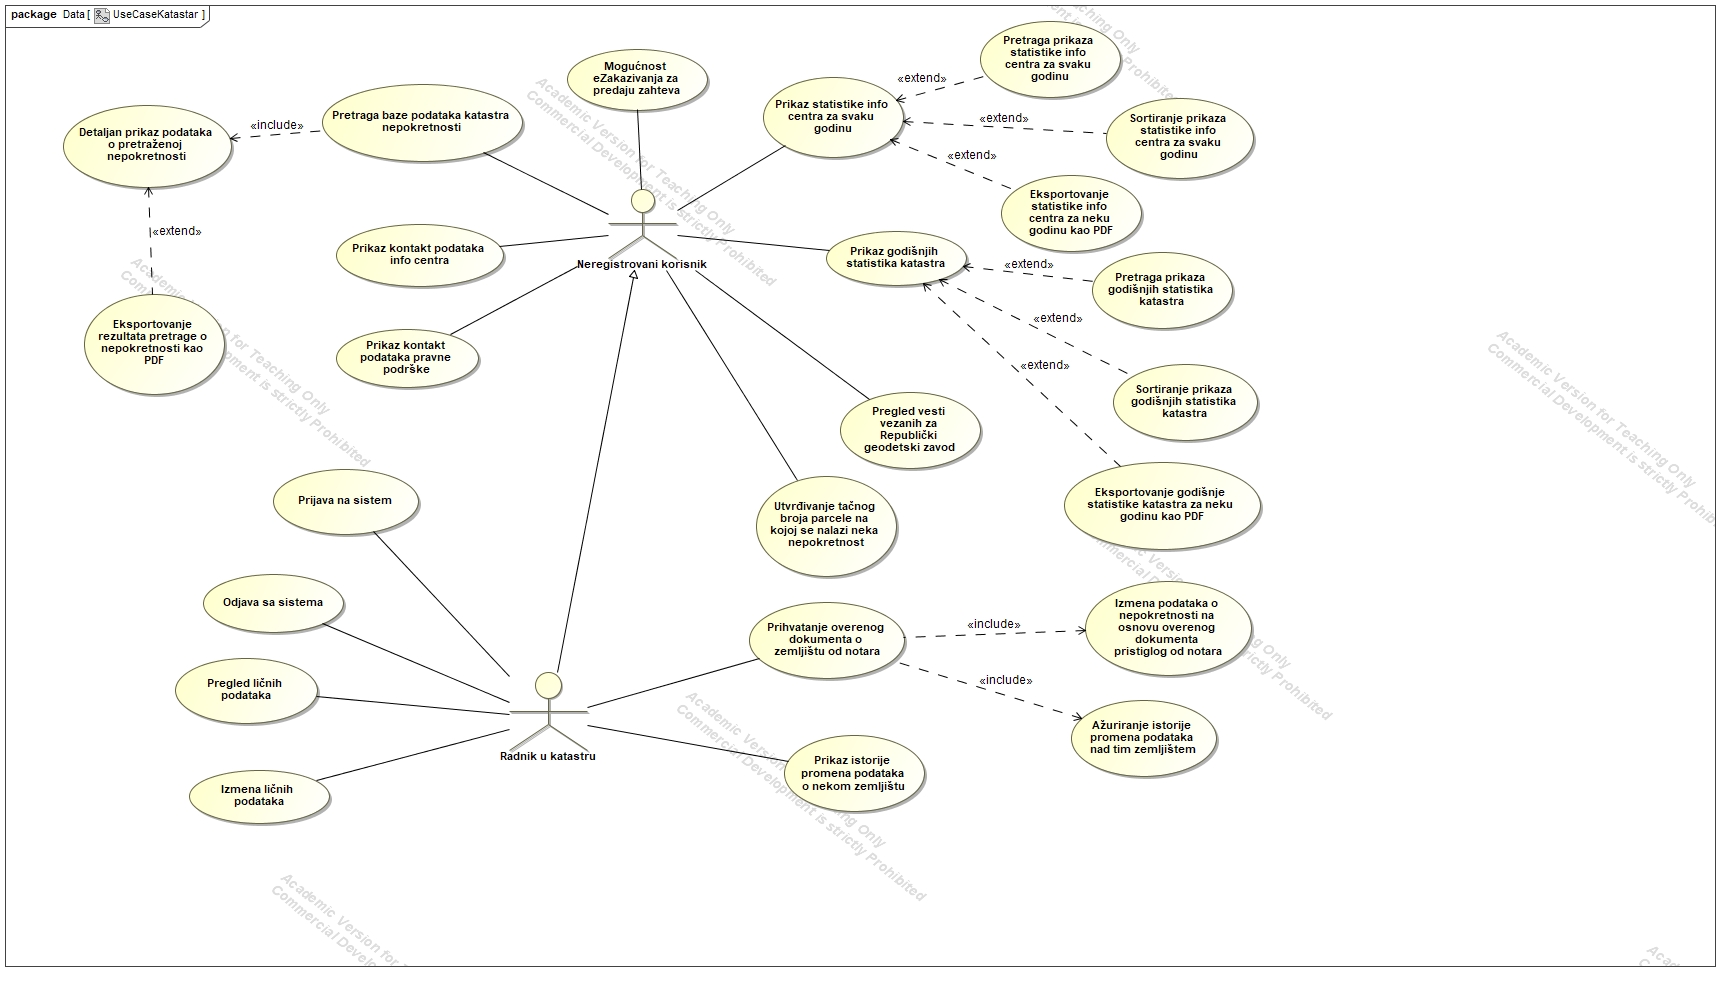 package Data [ UseCaseKatastar ]
Mogućnost
eZakazivanja za
predaju zahteva
Pretraga prikaza
statistike info
centra za svaku
godinu
«extend»
Prikaz statistike info
centra za svaku
godinu
Sortiranje prikaza
statistike info
centra za svaku
godinu
«extend»
«extend»
Eksportovanje
statistike info
centra za neku
godinu kao PDF
Pretraga baze podataka katastra
nepokretnosti
«include»
Detaljan prikaz podataka
o pretraženoj
nepokretnosti
«extend»
Eksportovanje
rezultata pretrage o
nepokretnosti kao
PDF
Prikaz kontakt podataka
info centra
Neregistrovani korisnik
Prikaz kontakt
podataka pravne
podrške
Prikaz godišnjih
statistika katastra
«extend»
Pretraga prikaza
godišnjih statistika
katastra
«extend»
Sortiranje prikaza
godišnjih statistika
katastra
«extend»
Eksportovanje godišnje
statistike katastra za neku
godinu kao PDF
Pregled vesti
vezanih za
Republički
geodetski zavod
Utvrđivanje tačnog
broja parcele na
kojoj se nalazi neka
nepokretnost
Prijava na sistem
Odjava sa sistema
Pregled ličnih
podataka
Izmena ličnih
podataka
Radnik u katastru
Prihvatanje overenog
dokumenta o
zemljištu od notara
«include»
Izmena podataka o
nepokretnosti na
osnovu overenog
dokumenta
pristiglog od notara
«include»
Ažuriranje istorije
promena podataka
nad tim zemljištem
Prikaz istorije
promena podataka
o nekom zemljištu
Academic Version for Teaching Only
Commercial Development is strictly Prohibited